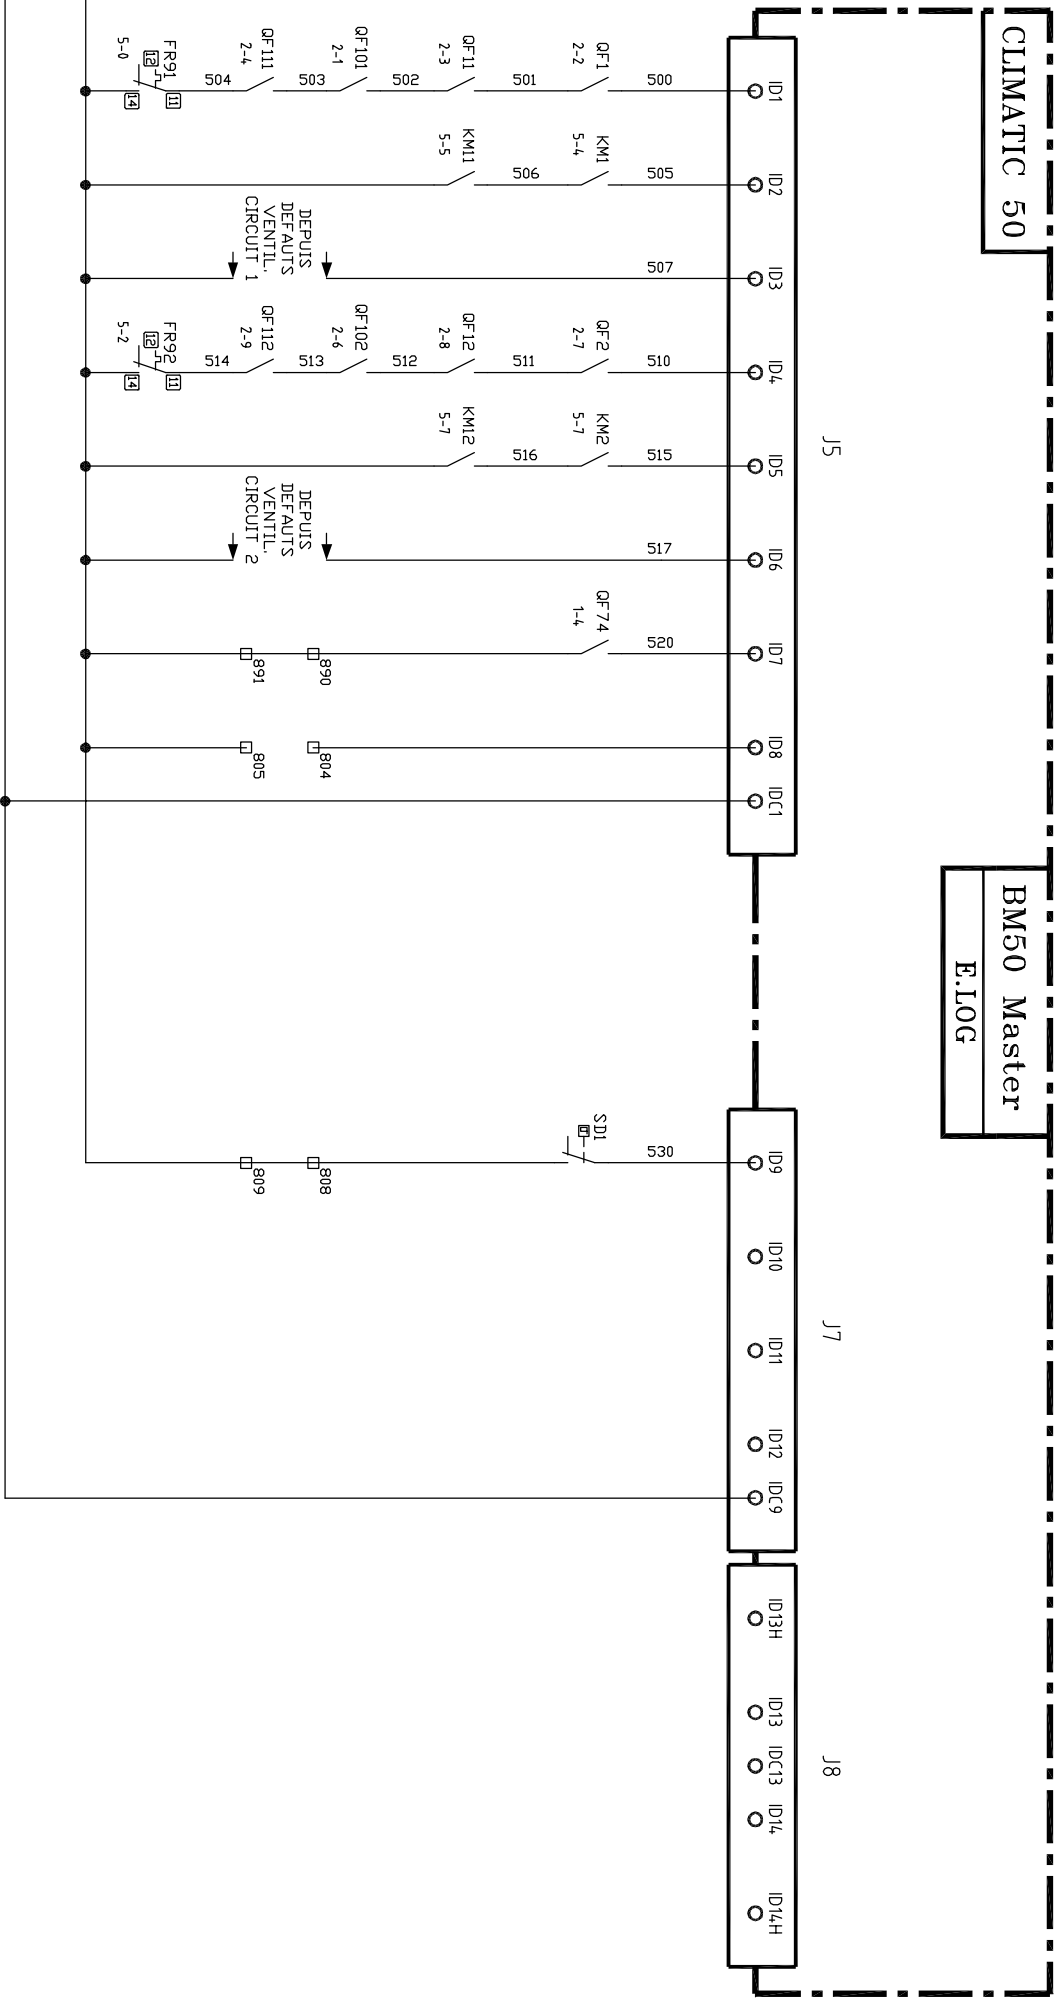 CLIMATIC 50
BM50 Master
E.LOG
J5
J7
J8
ID1
ID2
ID3
ID4
ID5
ID6
ID7
ID8
IDC1
ID9
ID10
ID11
ID12
IDC9
ID13H
ID13
IDC13
ID14
ID14H
500
QF1
2-2
501
QF11
2-3
502
QF101
2-1
503
QF111
2-4
504
FR91
5-0
11
12
14
505
KM1
5-4
506
KM11
5-5
507
DEPUIS
DEFAUTS
VENTIL.
CIRCUIT 1
510
QF2
2-7
511
QF12
2-8
512
QF102
2-6
513
QF112
2-9
514
FR92
5-2
11
12
14
515
KM2
5-7
516
KM12
5-7
517
DEPUIS
DEFAUTS
VENTIL.
CIRCUIT 2
520
QF74
1-4
890
891
804
805
530
SD1
808
809